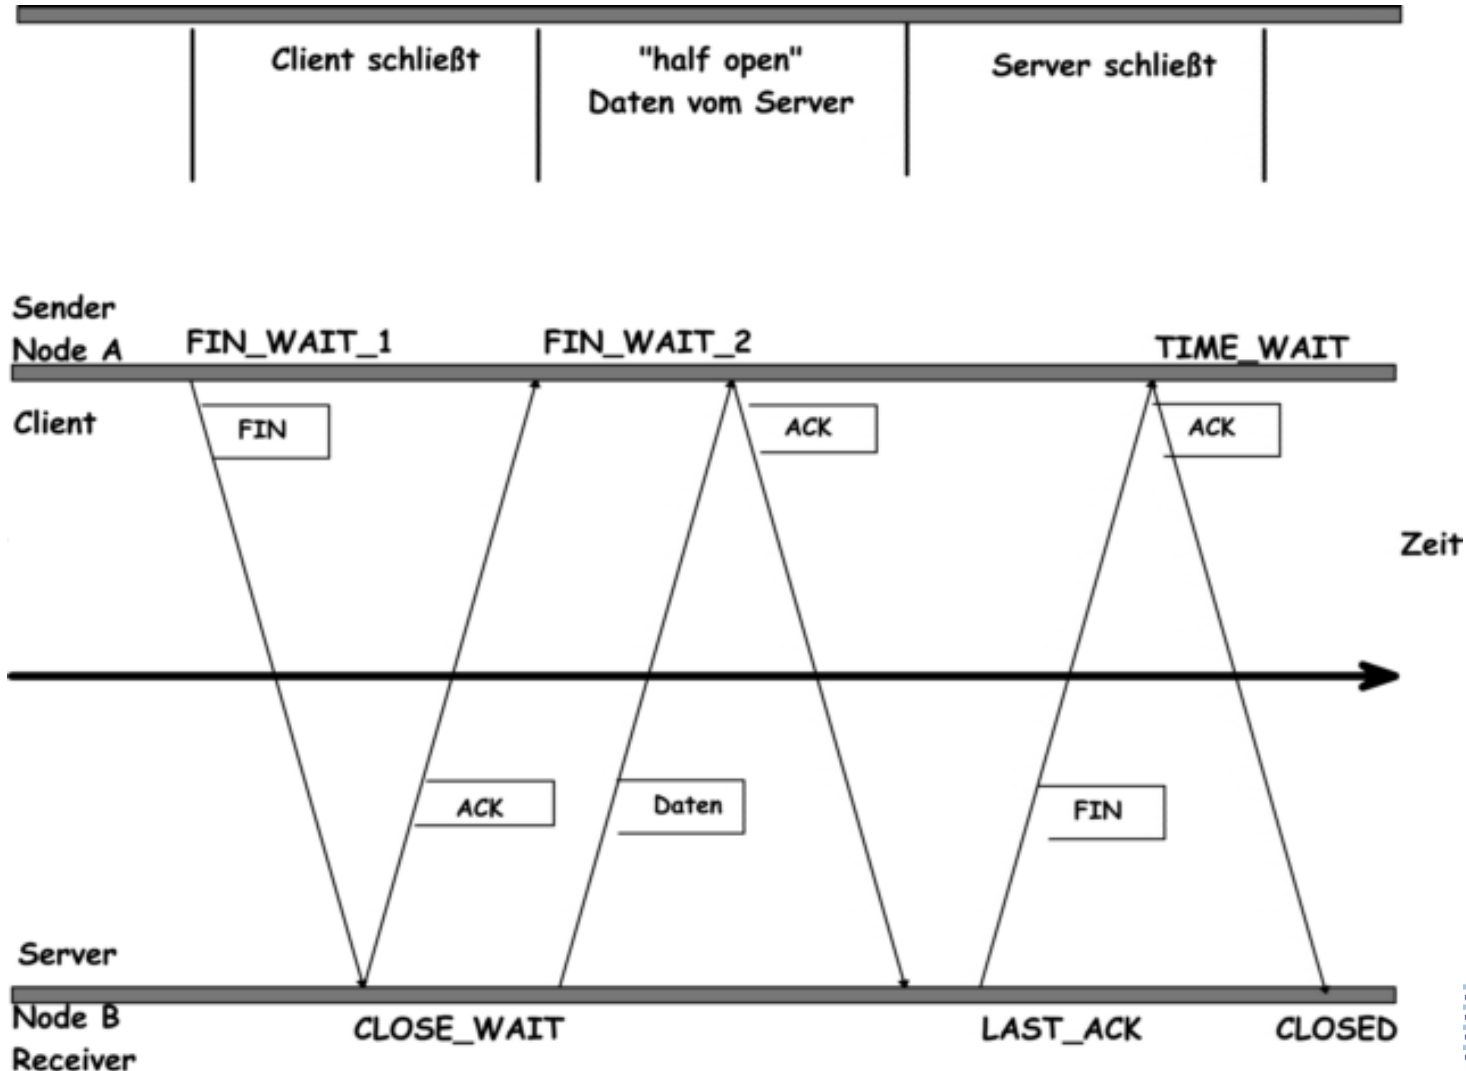 Client schließt
"half open"
Daten vom Server
Server schließt
Sender
Node A
FIN_WAIT_1
FIN_WAIT_2
TIME_WAIT
Client
FIN
ACK
ACK
Zeit
ACK
Daten
FIN
Server
Node B
Receiver
CLOSE_WAIT
LAST_ACK
CLOSED